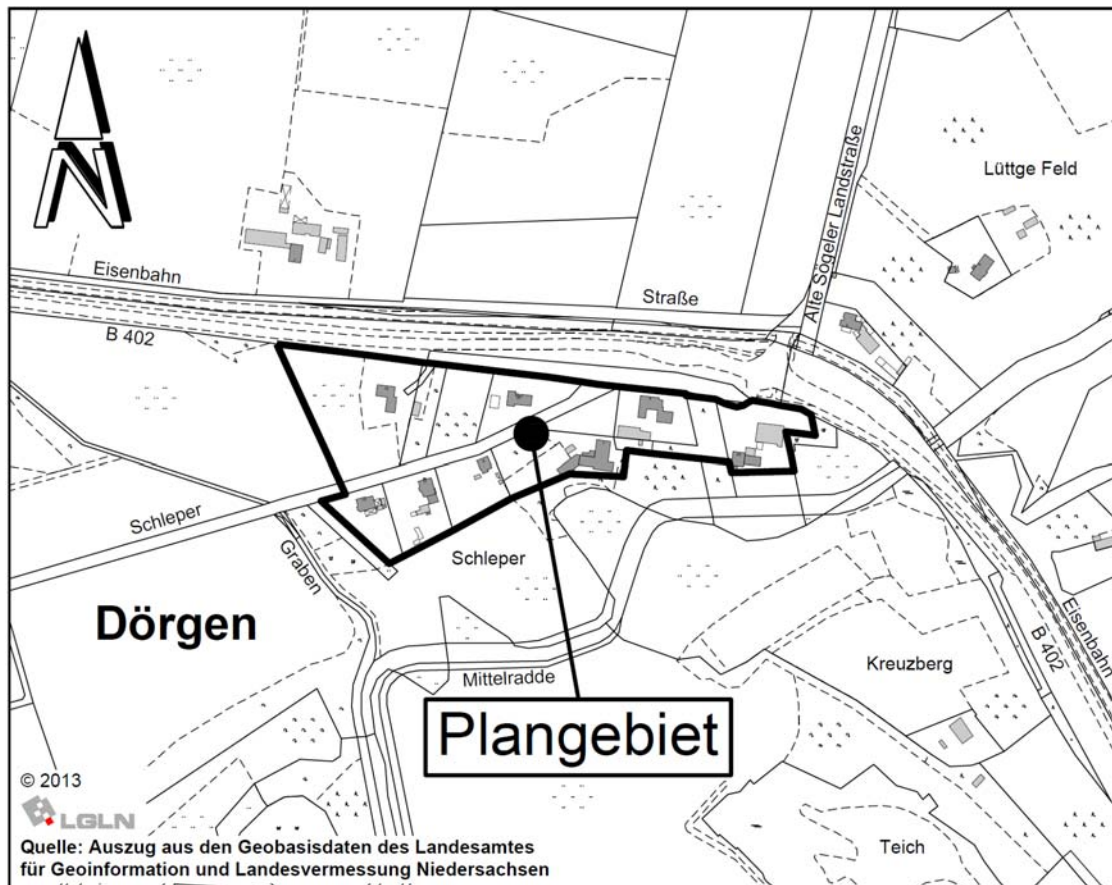 N
Lüttge Feld
Alte Sögeler Landstraße
Eisenbahn
Straße
B 402
Schleper
Graben
Schleper
Dörgen
Mittelradde
Kreuzberg
B 402
Eisenbahn
Plangebiet
Teich
© 2013
LGLN
Quelle: Auszug aus den Geobasisdaten des Landesamtes
für Geoinformation und Landesvermessung Niedersachsen